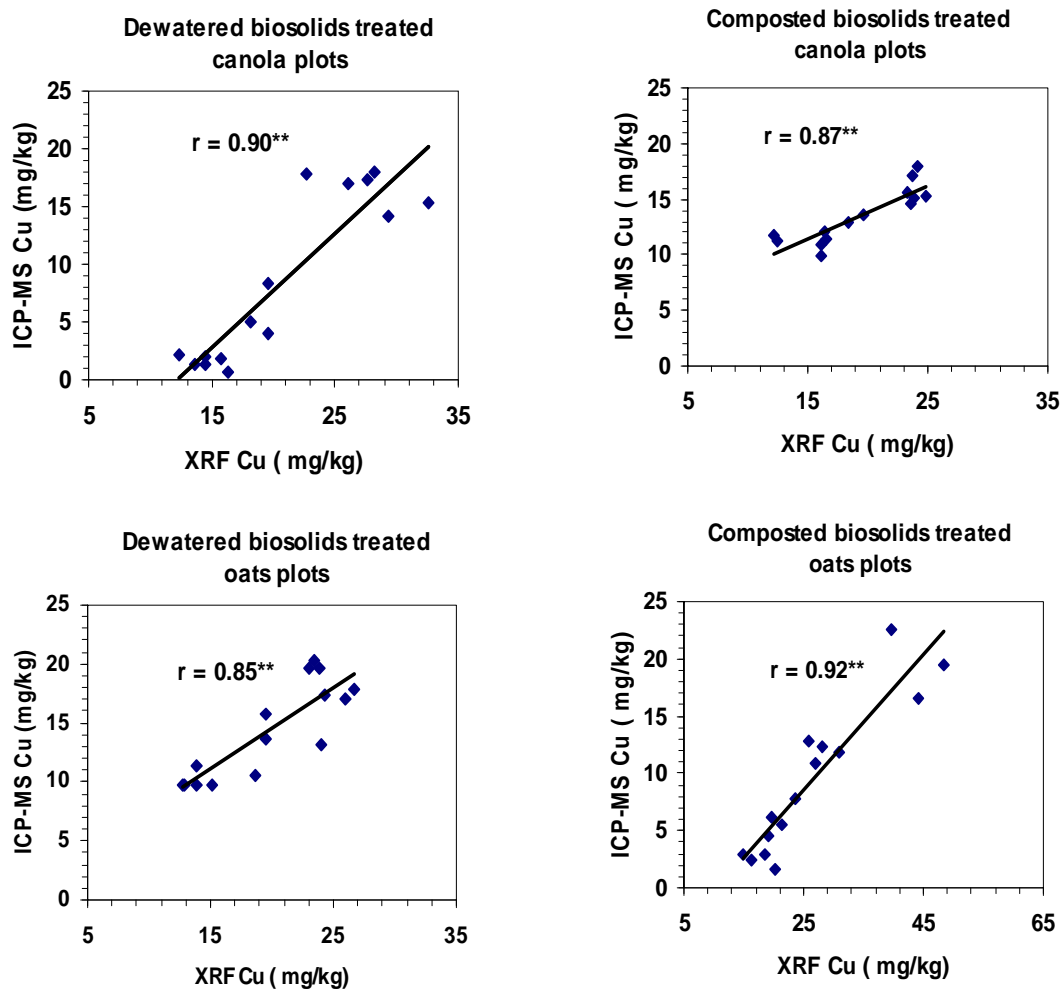 Dewatered biosolids treated
canola plots
25
20
15
10
5
0
ICP-MS Cu (mg/kg)
r = 0.90**
5 15 25 35
XRF Cu ( mg/kg)
Composted biosolids treated
canola plots
25
20
15
10
5
0
ICP-MS Cu ( mg/kg)
r = 0.87**
5 15 25 35
XRF Cu ( mg/kg)
Dewatered biosolids treated
oats plots
25
20
15
10
5
0
ICP-MS Cu (mg/kg)
r = 0.85**
5 15 25 35
XRF Cu ( mg/kg)
Composted biosolids treated
oats plots
25
20
15
10
5
0
ICP-MS Cu ( mg/kg)
r = 0.92**
5 25 45 65
XRF Cu ( mg/kg)